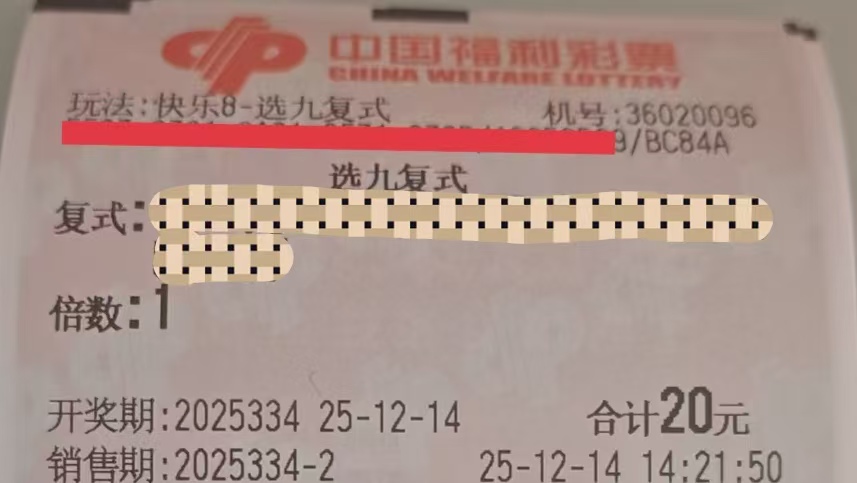 中国福利彩票
CHINA WELFARE LOTTERY
玩法:快乐8-选九复式 机号:36020096
9/BC84A
选九复式
复式:
倍数:1
开奖期:2025334 25-12-14 合计20元
销售期:2025334-2 25-12-14 14:21:50